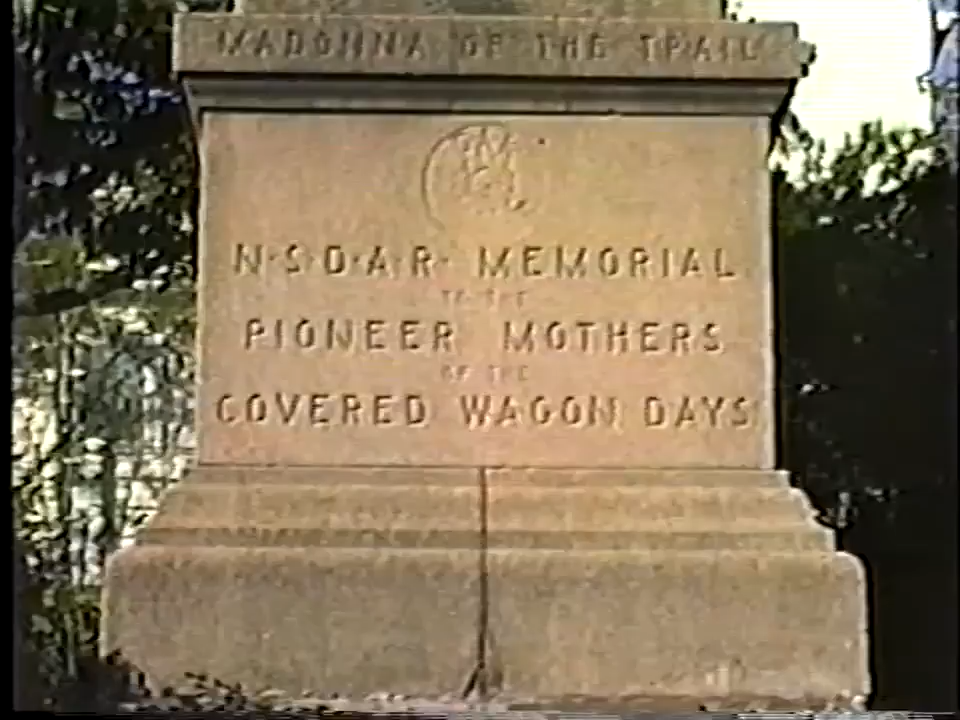 MADONNA OF THE TRAIL
N·S·D·A·R· MEMORIAL
TO THE
PIONEER MOTHERS
OF THE
COVERED WAGON DAYS